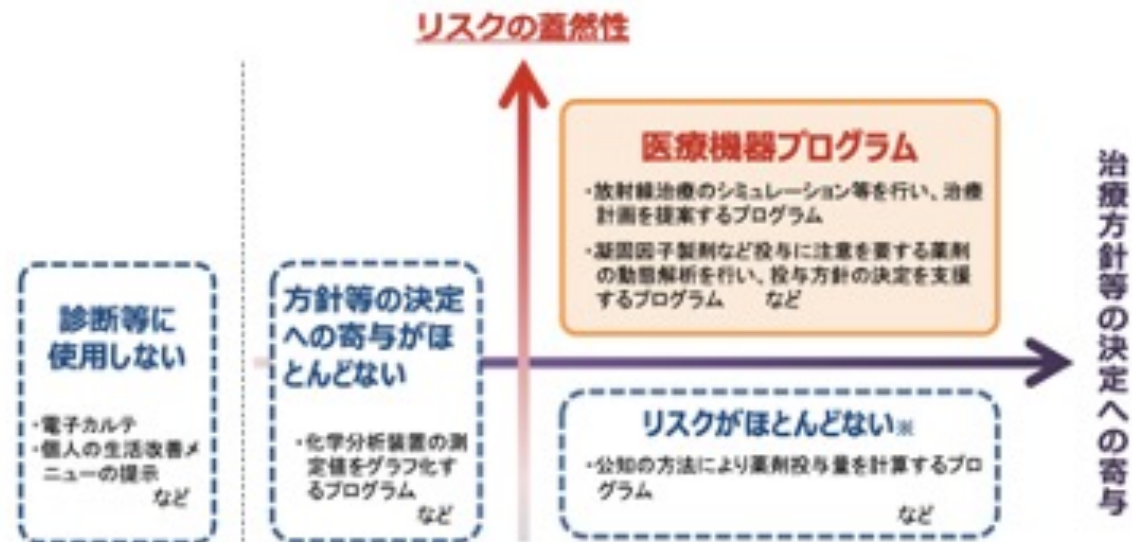 リスクの蓋然性
医療機器プログラム
・放射線治療のシミュレーション等を行い、治療
計画を提案するプログラム
・凝固因子製剤など投与に注意を要する薬剤
の動態解析を行い、投与方針の決定を支援
するプログラム　　など
治療方針等の決定への寄与
診断等に
使用しない
・電子カルテ
・個人の生活改善メ
ニューの提示
など
方針等の決定
への寄与がほ
とんどない
・化学分析装置の測
定値をグラフ化す
るプログラム
など
リスクがほとんどない※
・公知の方法により薬剤投与量を計算するプロ
グラム
など